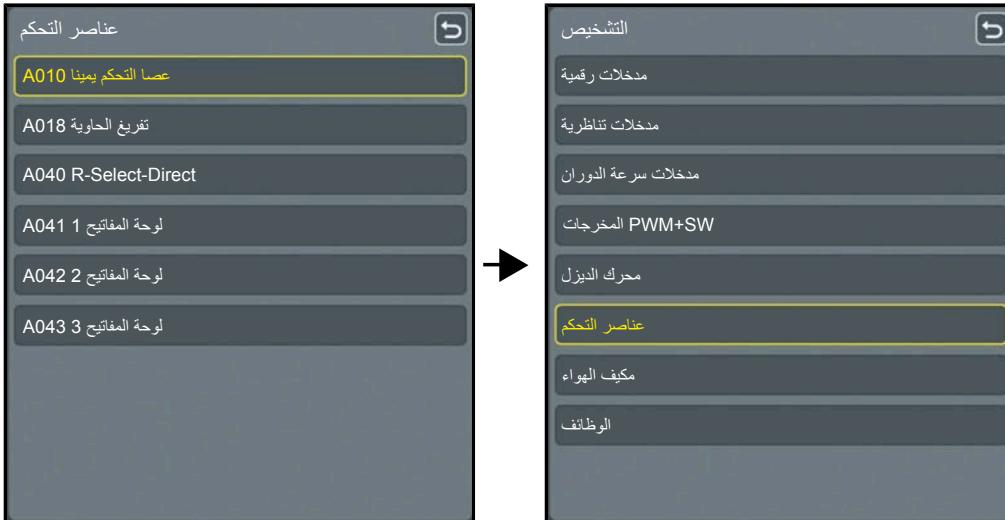 عناصر التحكم
عصا التحكم يمينا A010
تفريغ الحاوية A018
A040 R-Select-Direct
لوحة المفاتيح 1 A041
لوحة المفاتيح 2 A042
لوحة المفاتيح 3 A043
التشخيص
مدخلات رقمية
مدخلات تناظرية
مدخلات سرعة الدوران
المخرجات PWM+SW
محرك الديزل
عناصر التحكم
مكيف الهواء
الوظائف